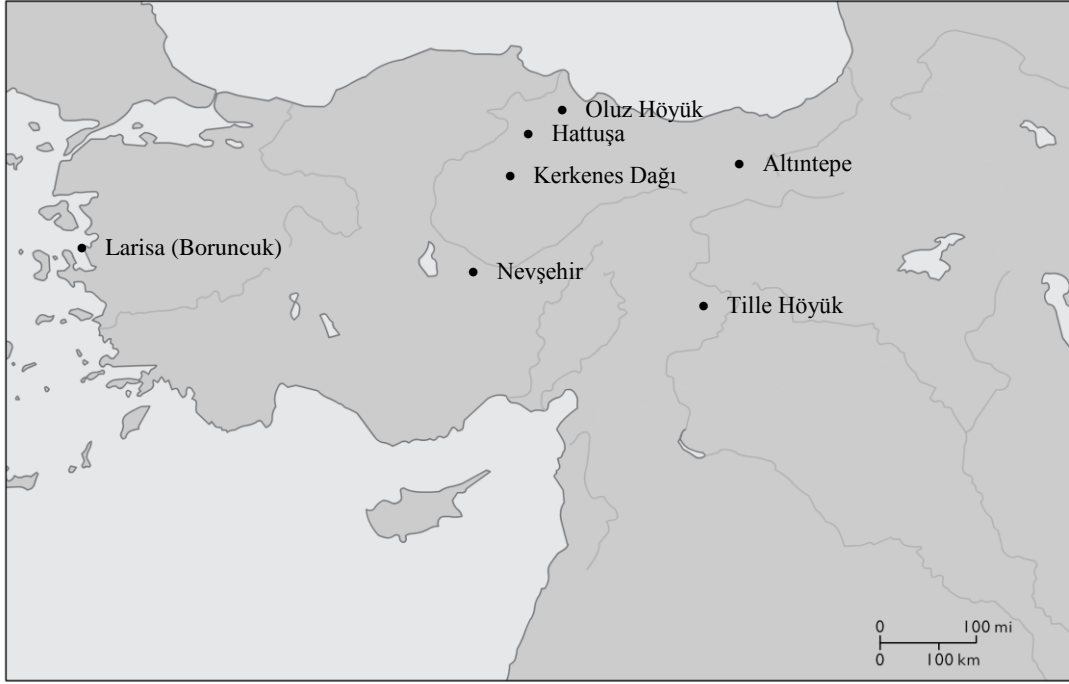 Oluz Höyük
Hattuşa
Altıntepe
Kerkenes Dağı
Larisa (Boruncuk)
Nevşehir
Tille Höyük
0 100 mi
0 100 km